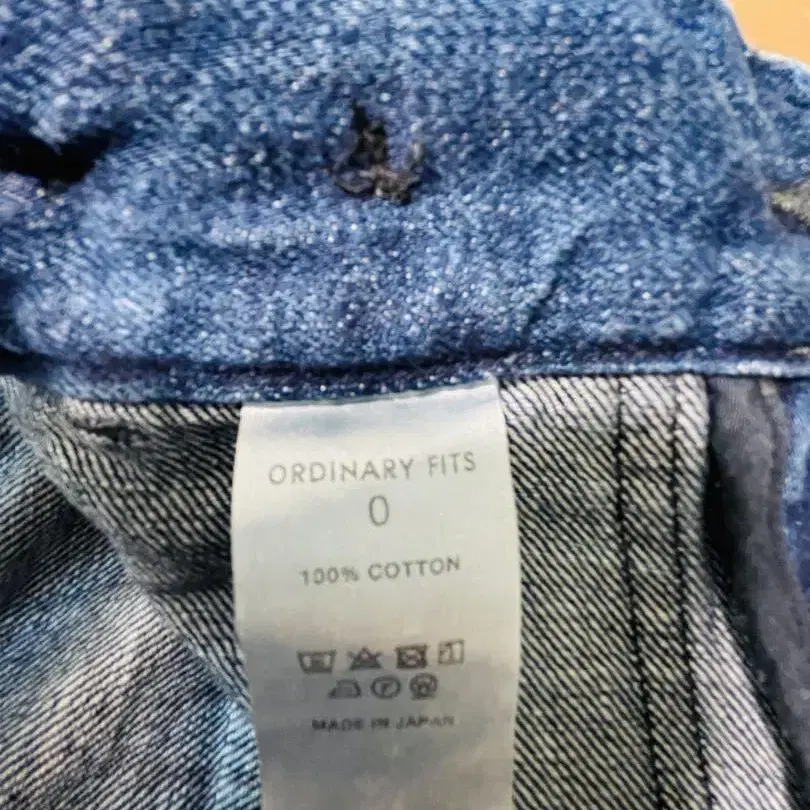 ORDINARY FITS
0
100% COTTON
MADE IN JAPAN